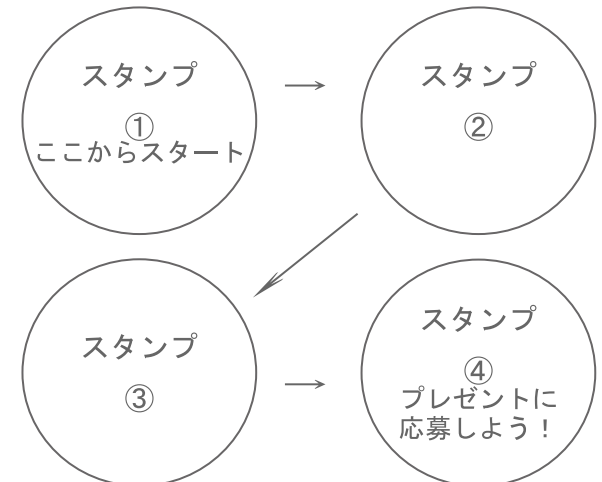 スタンプ
①
ここからスタート
→
スタンプ
②
スタンプ
③
→
スタンプ
④
プレゼントに
応募しよう！